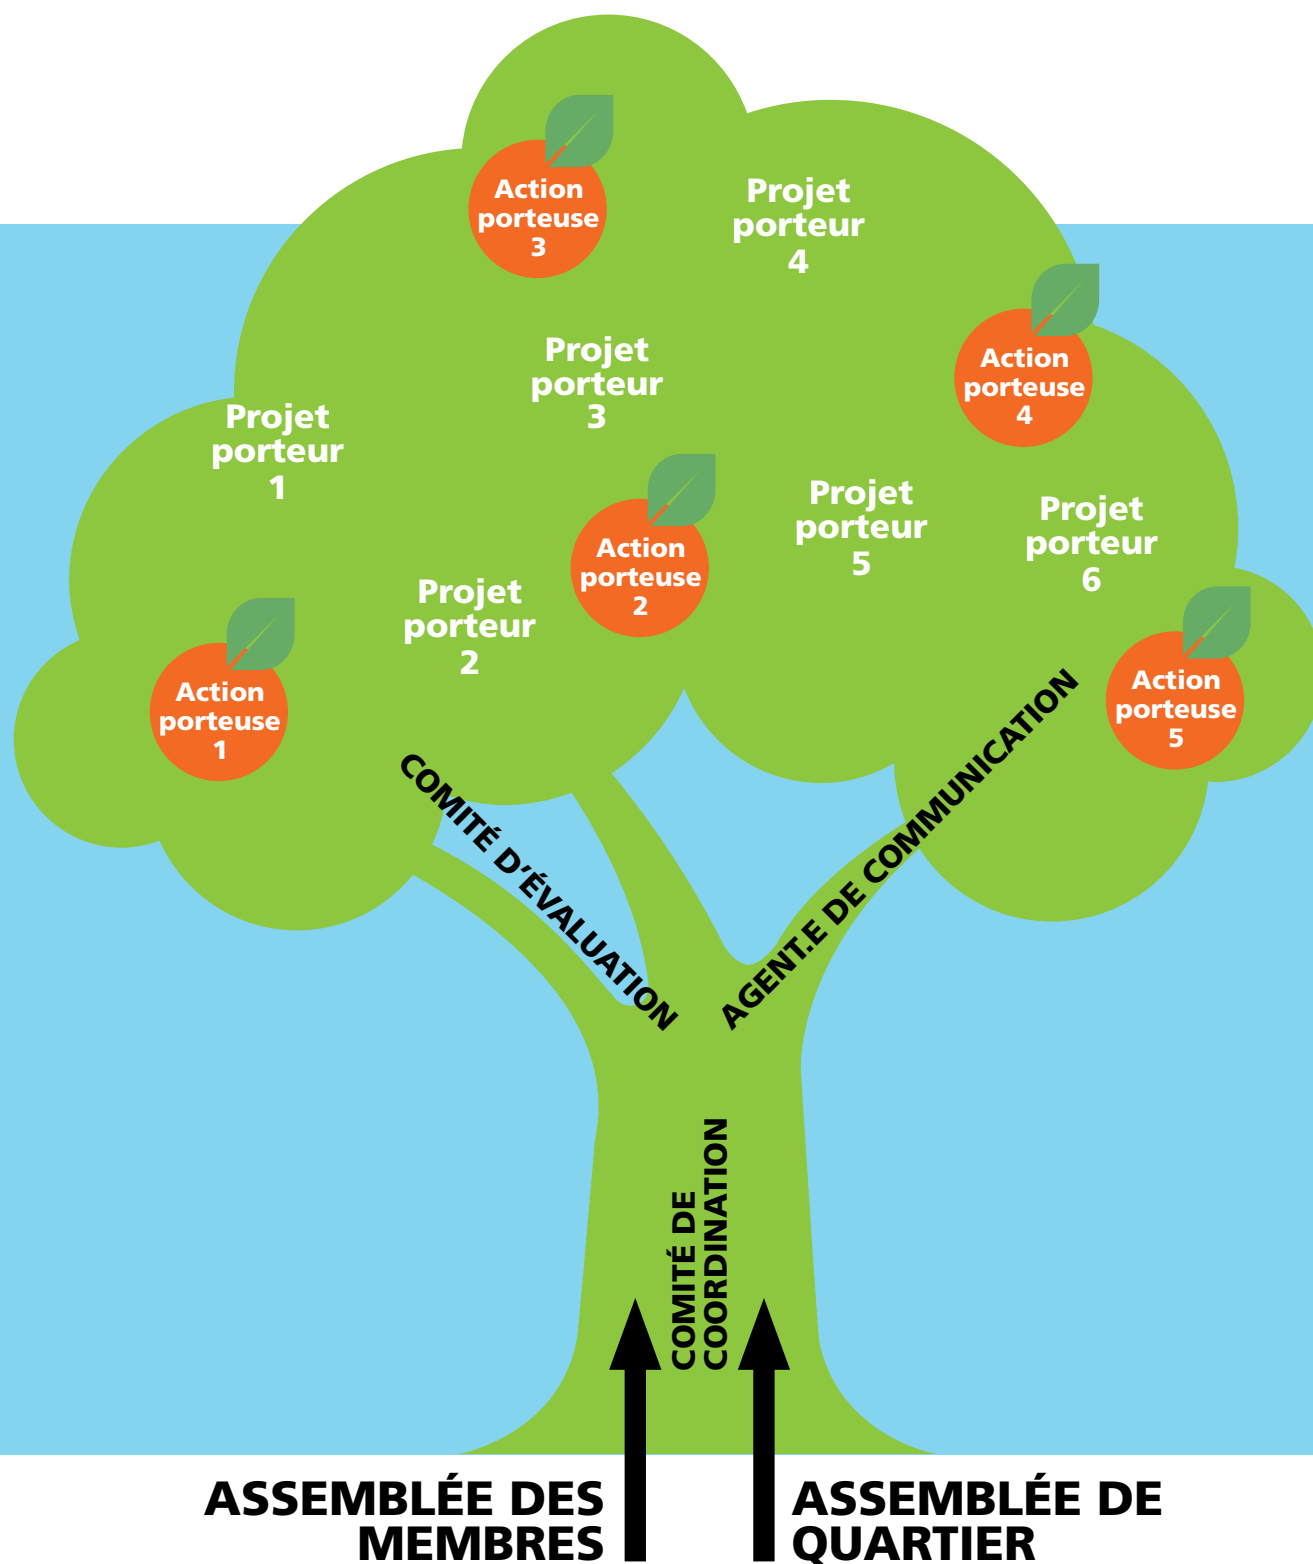 Action
porteuse
3
Projet
porteur
4
Projet
porteur
3
Action
porteuse
4
Projet
porteur
1
Projet
porteur
5
Projet
porteur
6
Action
porteuse
2
Projet
porteur
2
Action
porteuse
1
Action
porteuse
5
COMITÉ D'ÉVALUATION
AGENT.E DE COMMUNICATION
COMITÉ DE
COORDINATION
ASSEMBLÉE DES
MEMBRES
ASSEMBLÉE DE
QUARTIER